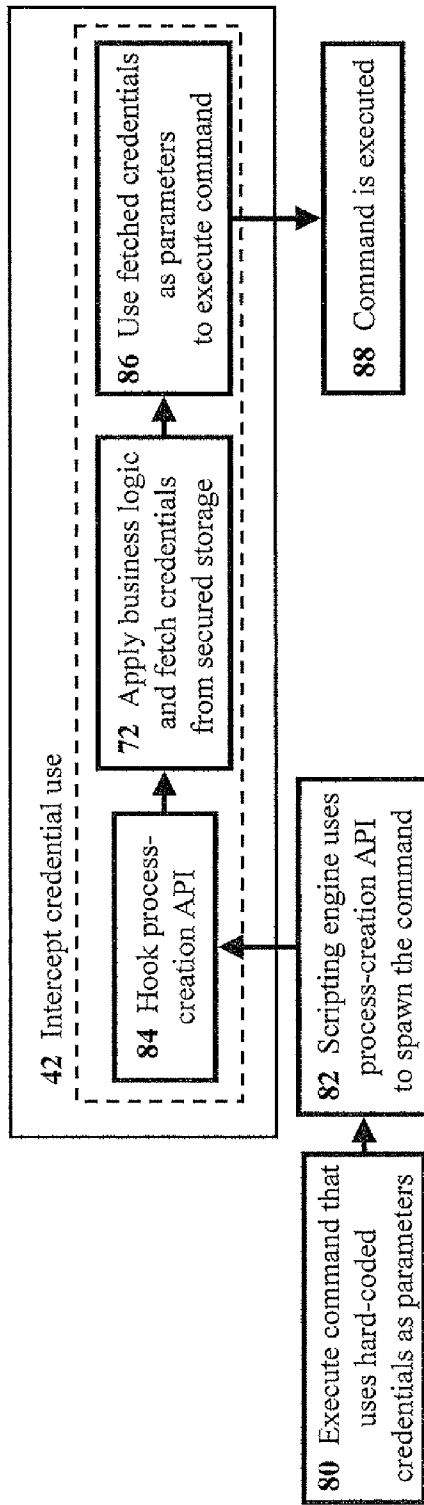 80 Execute command that
uses hard-coded
credentials as parameters
82 Scripting engine uses
process-creation API
to spawn the command
42 Intercept credential use
84 Hook process-
creation API
72 Apply business logic
and fetch credentials
from secured storage
86 Use fetched credentials
as parameters
to execute command
88 Command is executed